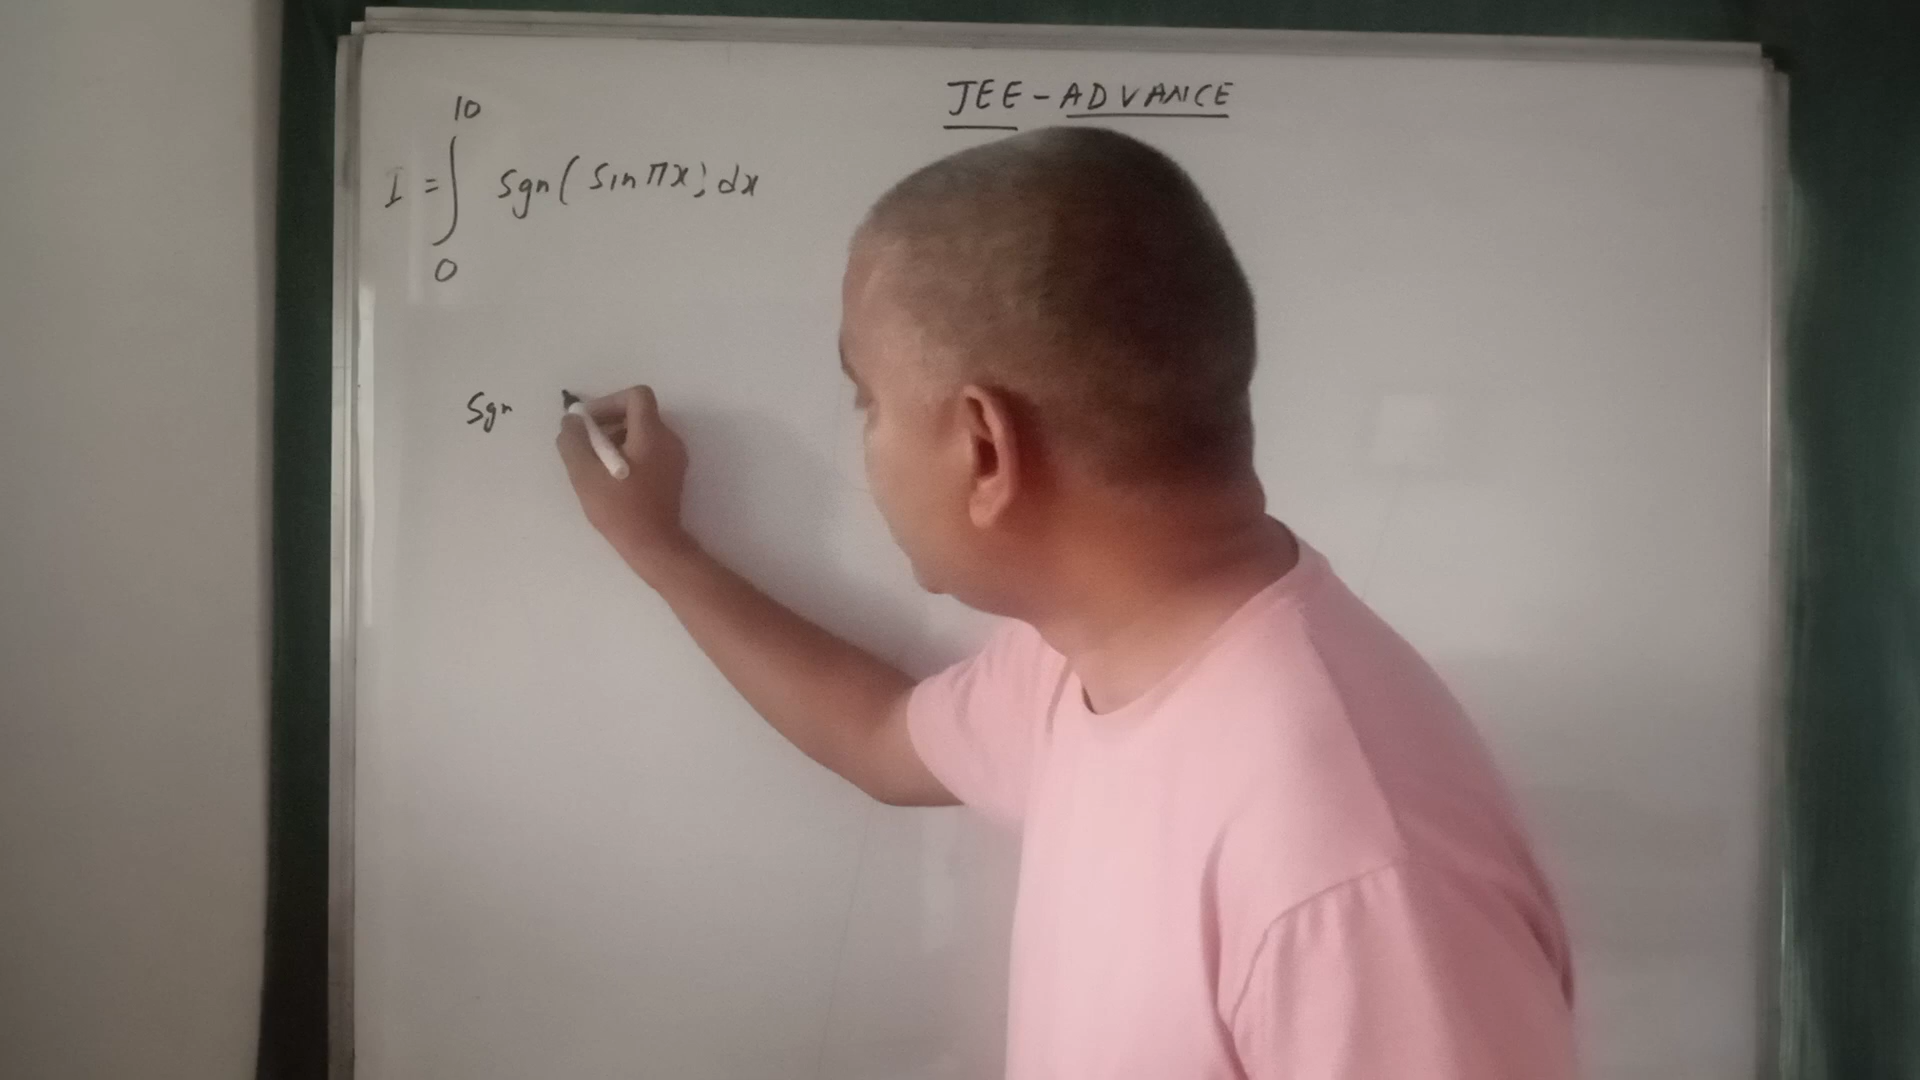 JEE - ADVANCE
10
I = ∫ Sgn ( Sin πx ) dx
0
Sgn